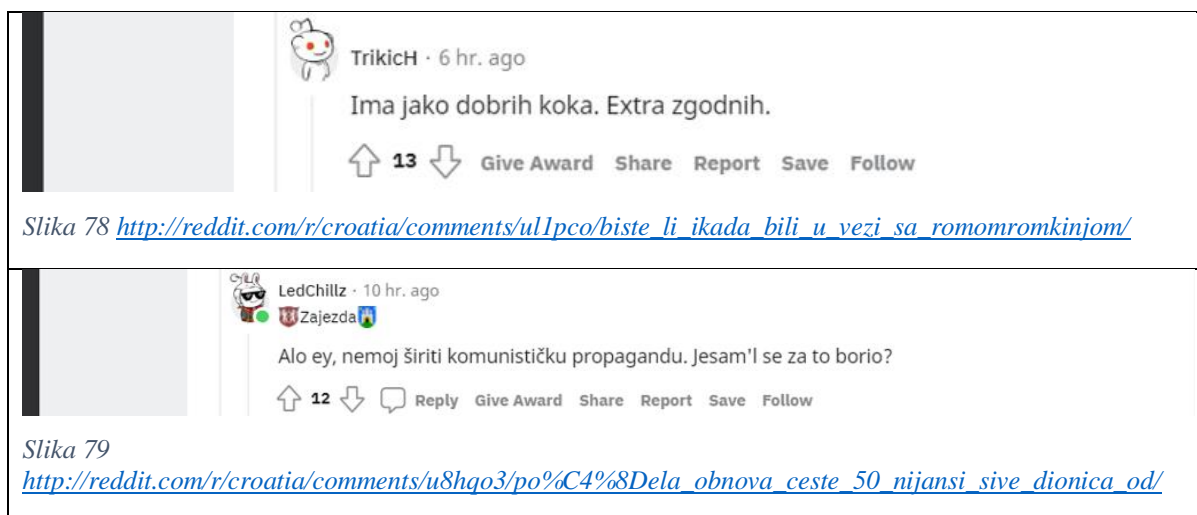 TrikicH · 6 hr. ago
Ima jako dobrih koka. Extra zgodnih.
13 Give Award Share Report Save Follow
Slika 78 http://reddit.com/r/croatia/comments/ul1pco/biste_li_ikada_bili_u_vezi_sa_romomromkinjom/
LedChillz · 10 hr. ago
Zajezda
Alo ey, nemoj širiti komunističku propagandu. Jesam'l se za to borio?
12 Reply Give Award Share Report Save Follow
Slika 79
http://reddit.com/r/croatia/comments/u8hqo3/po%C4%8Dela_obnova_ceste_50_nijansi_sive_dionica_od/